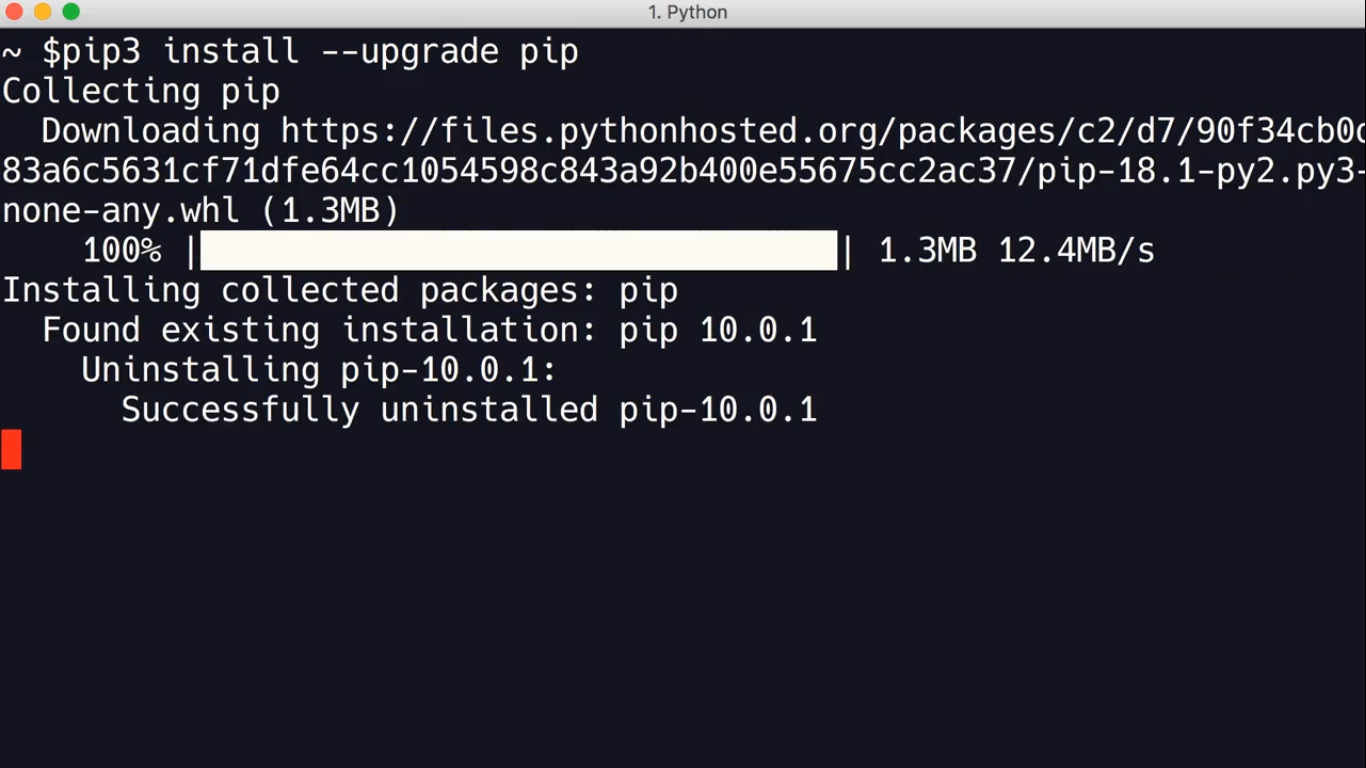 1. Python
~ $pip3 install --upgrade pip
Collecting pip
Downloading https://files.pythonhosted.org/packages/c2/d7/90f34cb0d
83a6c5631cf71dfe64cc1054598c843a92b400e55675cc2ac37/pip-18.1-py2.py3-
none-any.whl (1.3MB)
100% |████████████████████████████████| 1.3MB 12.4MB/s
Installing collected packages: pip
Found existing installation: pip 10.0.1
Uninstalling pip-10.0.1:
Successfully uninstalled pip-10.0.1